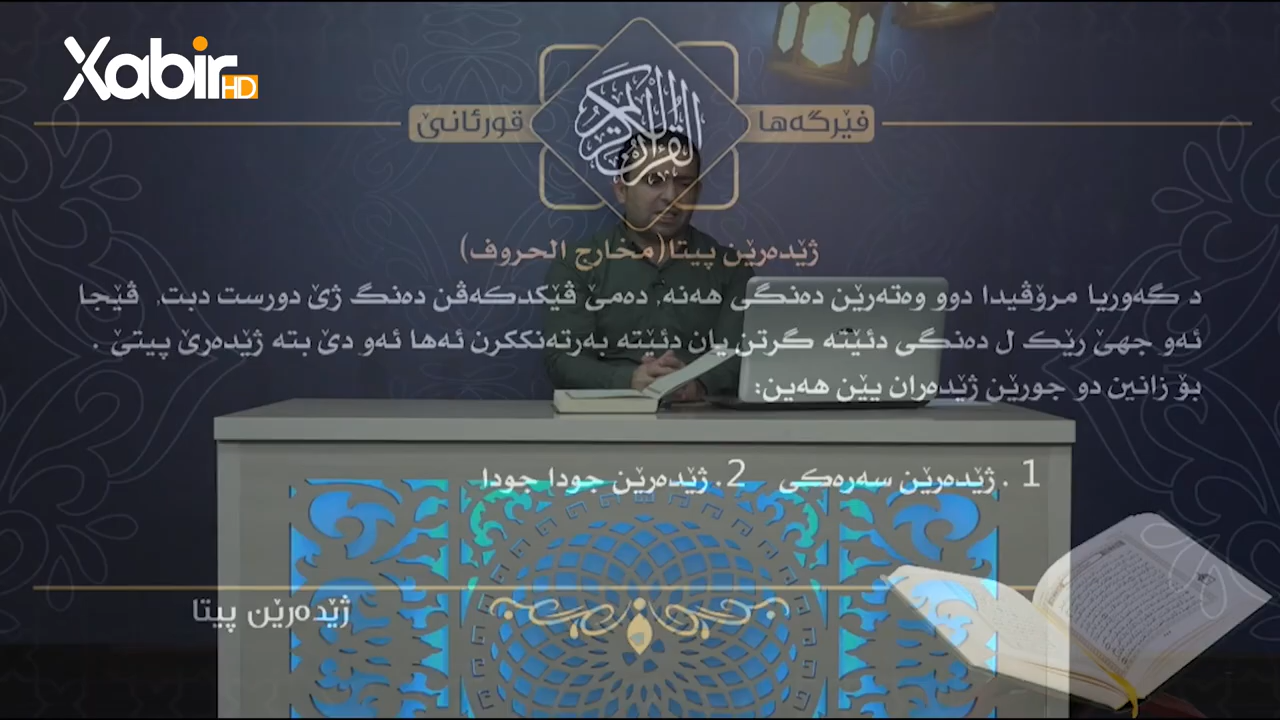 Xabir HD
فێرگەها قورئانێ
القرآن الكريم
ژێدەرێن پیتا(مخارج الحروف)
د گەوریا مرۆڤیدا دوو وەتەرێن دەنگی هەنە، دەمێ ڤێکدکەڤن دەنگ ژێ دورست دبت، ڤێجا
ئەو جهێ رێک ل دەنگی دئێتە گرتن یان دئێتە بەرتەنککرن ئەها ئەو دێ بتە ژێدەرێ پیتێ .
بۆ زانین دو جورێن ژێدەران یێن هەین:
1 . ژێدەرێن سەرەکی 2. ژێدەرێن جودا جودا
ژێدەرێن پیتا